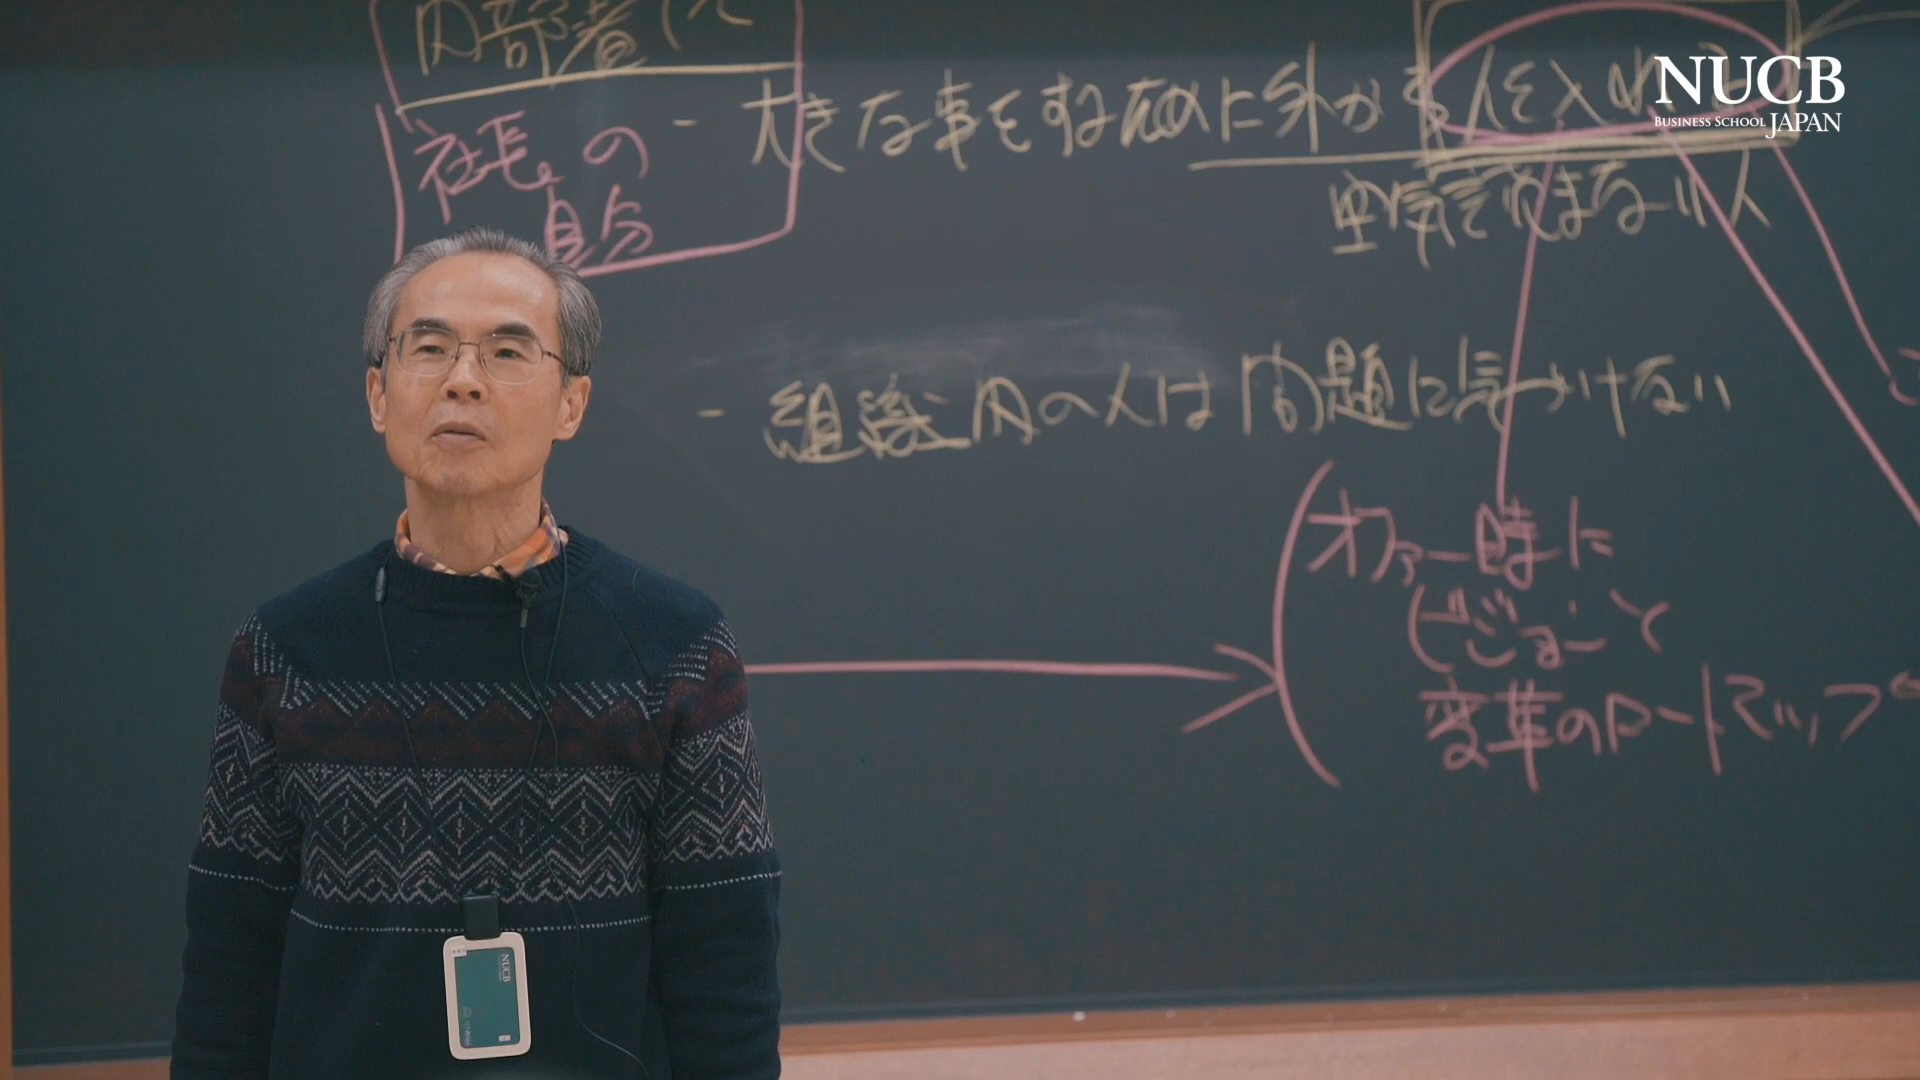 内部者
社長の
自分
- 大きな事をするために外から人を入れる
空気をよまない人
- 組織内の人は問題に気づけない
オファー時に
ビジョンと
変革のロードマップ
NUCB
BUSINESS SCHOOL
JAPAN
NUCB